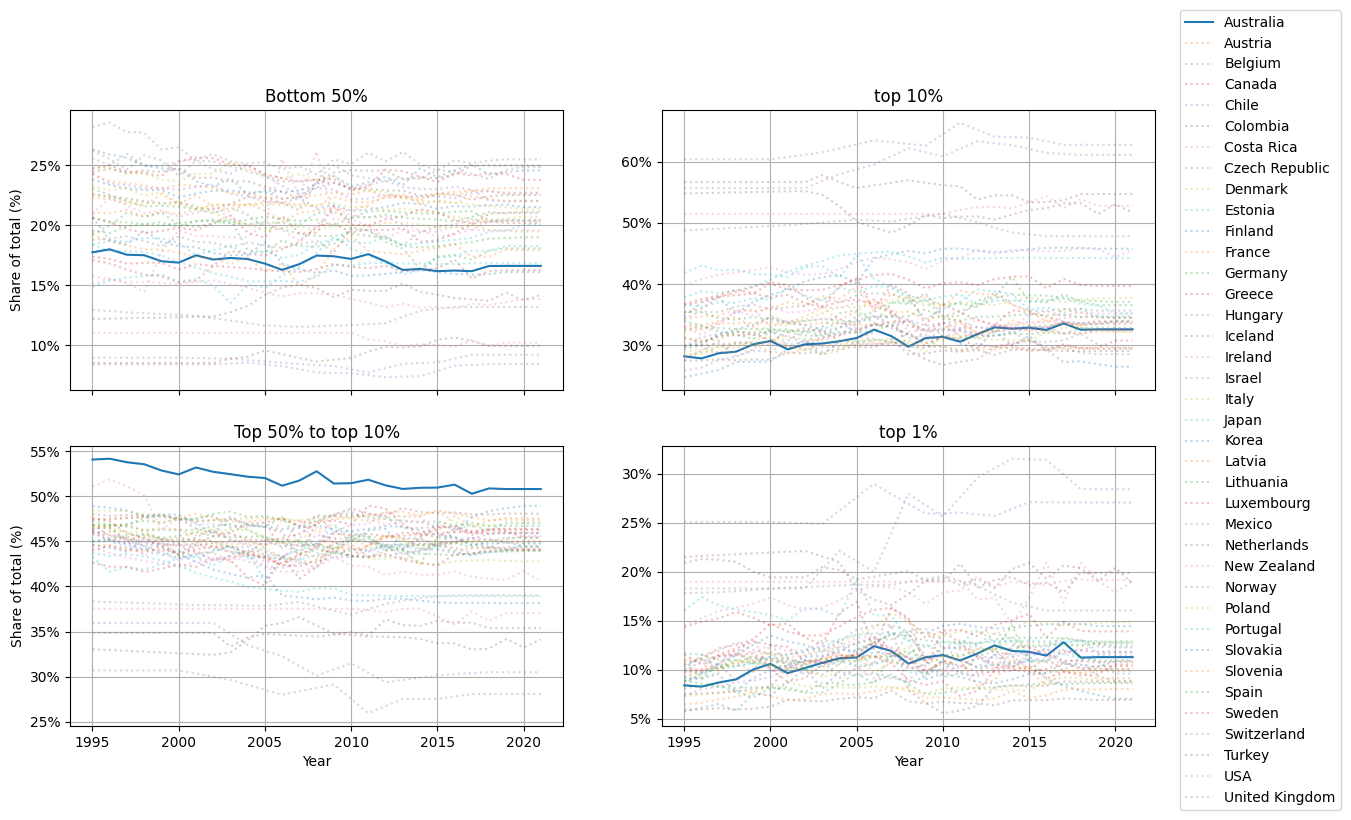 Bottom 50%
Share of total (%)
25%
20%
15%
10%
top 10%
60%
50%
40%
30%
Top 50% to top 10%
Share of total (%)
55%
50%
45%
40%
35%
30%
25%
1995
2000
2005
2010
2015
2020
Year
top 1%
30%
25%
20%
15%
10%
5%
1995
2000
2005
2010
2015
2020
Year
Australia
Austria
Belgium
Canada
Chile
Colombia
Costa Rica
Czech Republic
Denmark
Estonia
Finland
France
Germany
Greece
Hungary
Iceland
Ireland
Israel
Italy
Japan
Korea
Latvia
Lithuania
Luxembourg
Mexico
Netherlands
New Zealand
Norway
Poland
Portugal
Slovakia
Slovenia
Spain
Sweden
Switzerland
Turkey
USA
United Kingdom